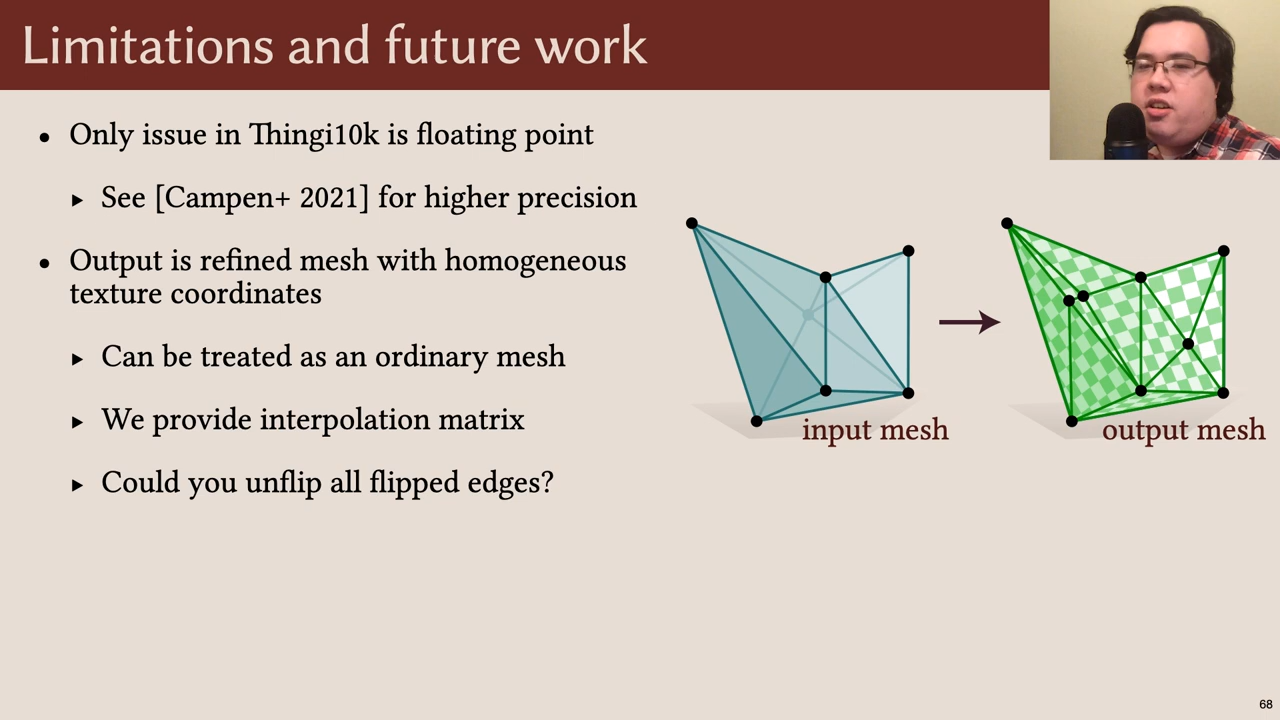 Limitations and future work
• Only issue in Thingi10k is floating point
▸ See [Campen+ 2021] for higher precision
• Output is refined mesh with homogeneous
texture coordinates
▸ Can be treated as an ordinary mesh
▸ We provide interpolation matrix
▸ Could you unflip all flipped edges?
input mesh
output mesh
68